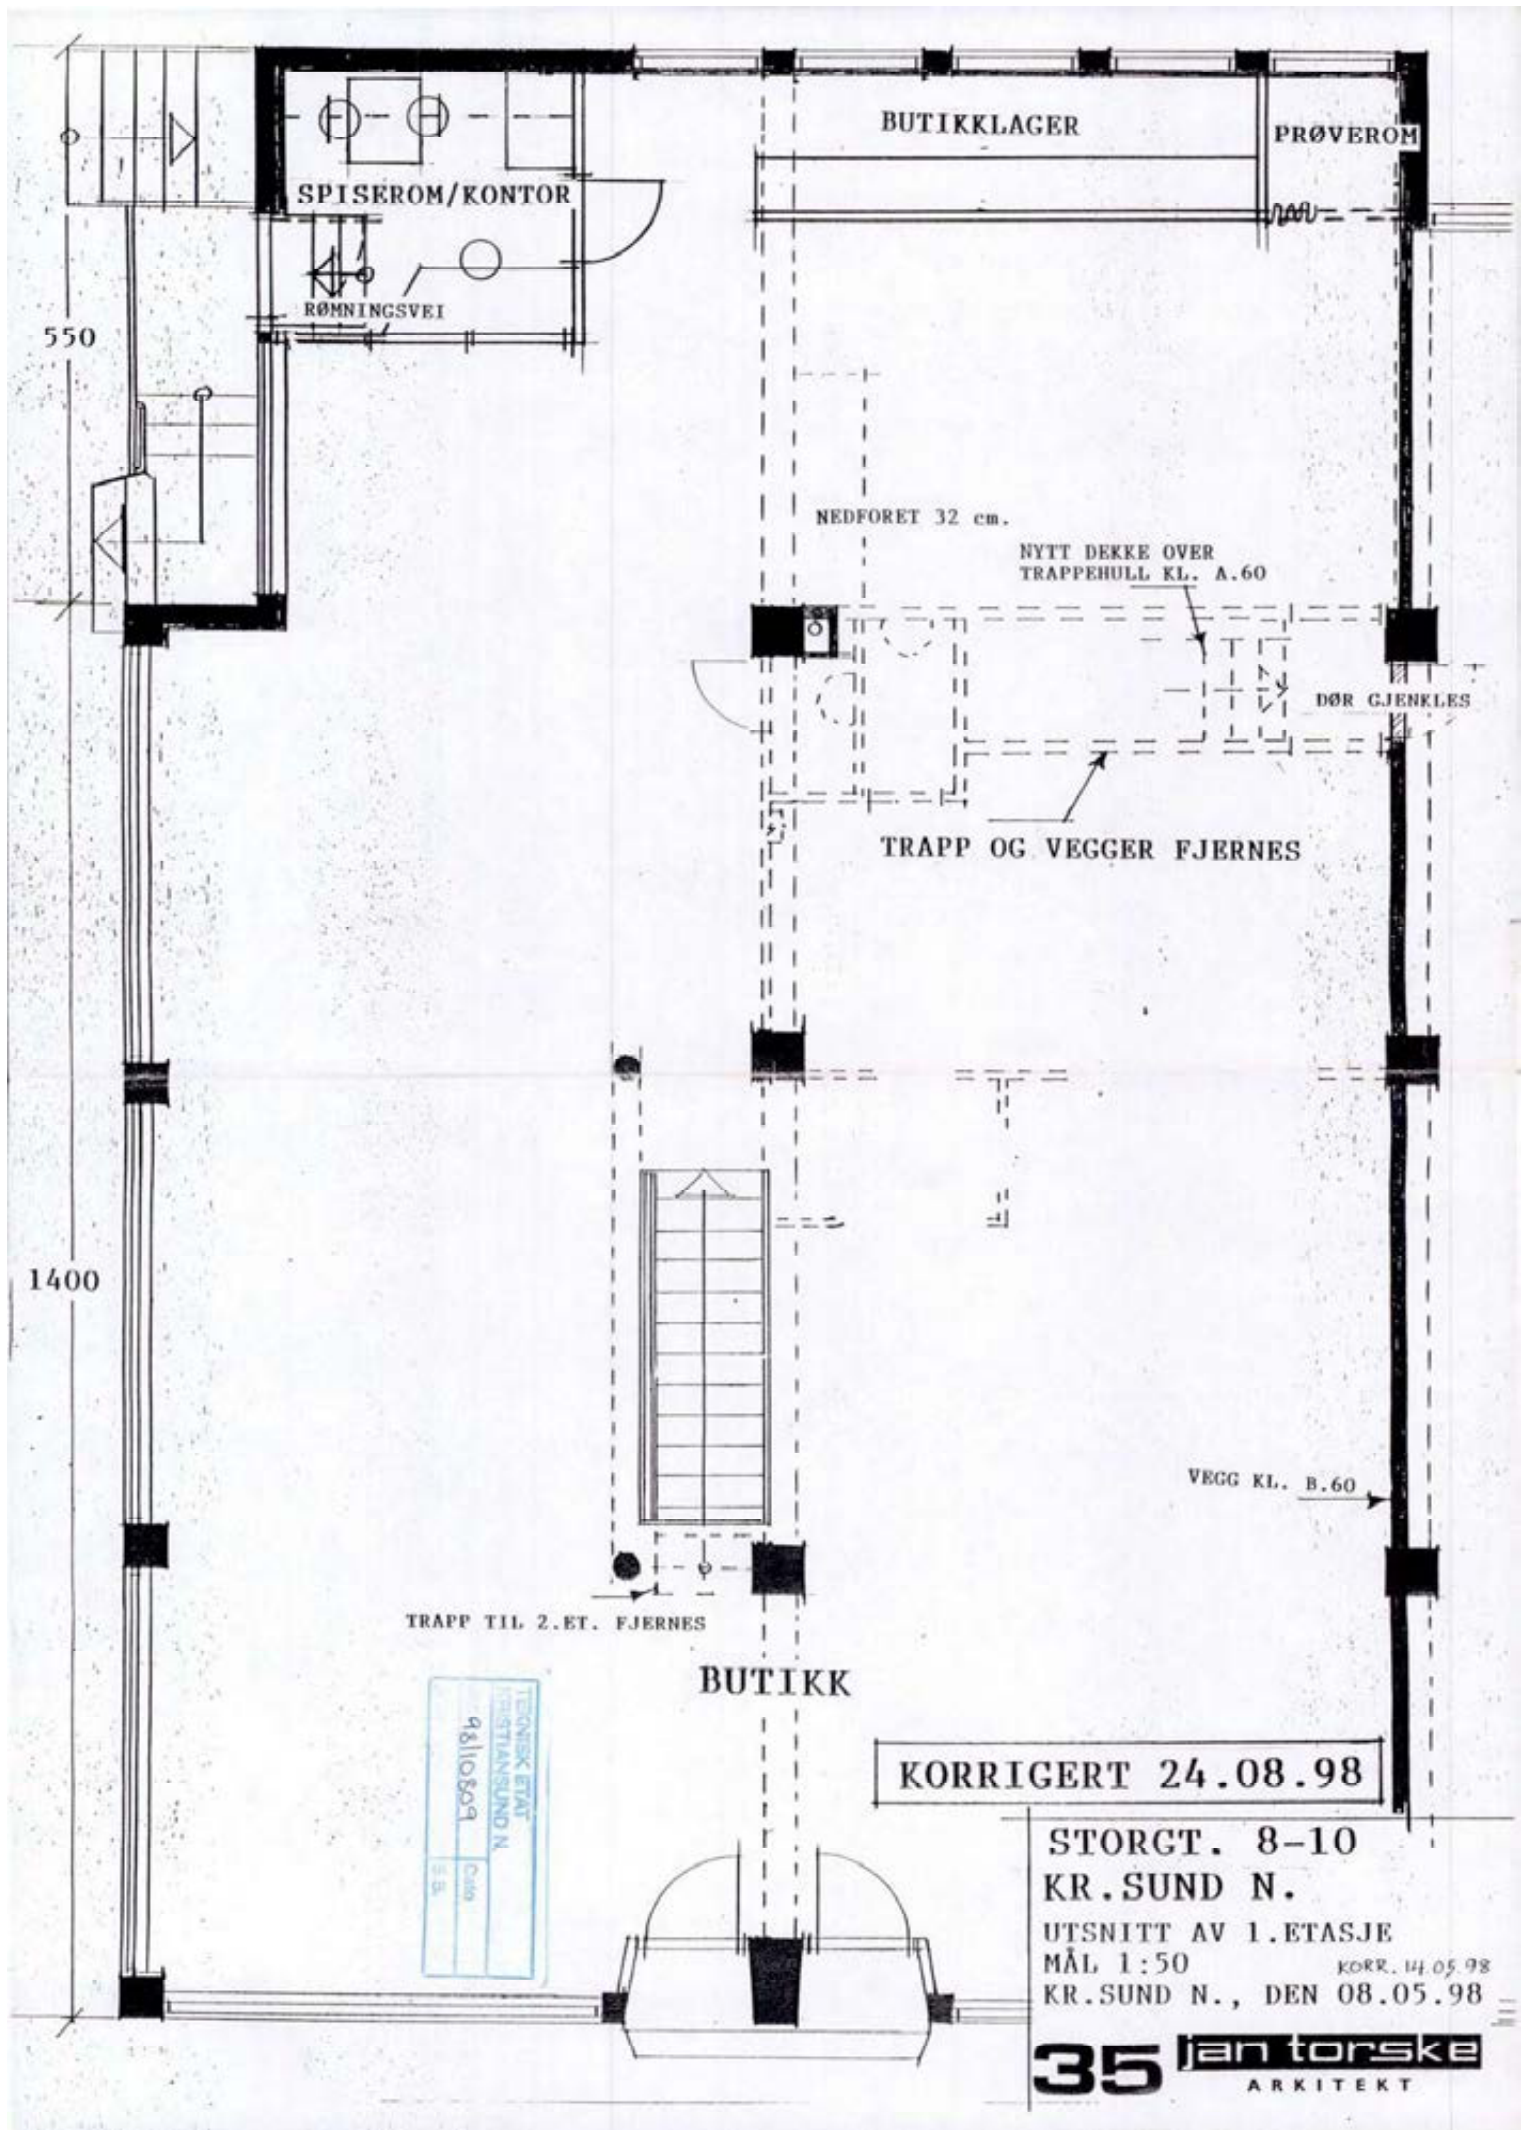 BUTIKKLAGER
PRØVEROM
SPISEROM/KONTOR
RØMNINGSVEI
550
NEDFORET 32 cm.
NYTT DEKKE OVER
TRAPPEHULL KL. A.60
DØR GJENKLES
TRAPP OG VEGGER FJERNES
1400
VEGG KL. B.60
TRAPP TIL 2.ET. FJERNES
BUTIKK
TEKNISK ETAT
KRISTIANSUND N.
98/10809
KORRIGERT 24.08.98
STORGT. 8-10
KR.SUND N.
UTSNITT AV 1.ETASJE
MÅL 1:50
KORR. 14.05.98
KR.SUND N., DEN 08.05.98
35 jan torske
ARKITEKT